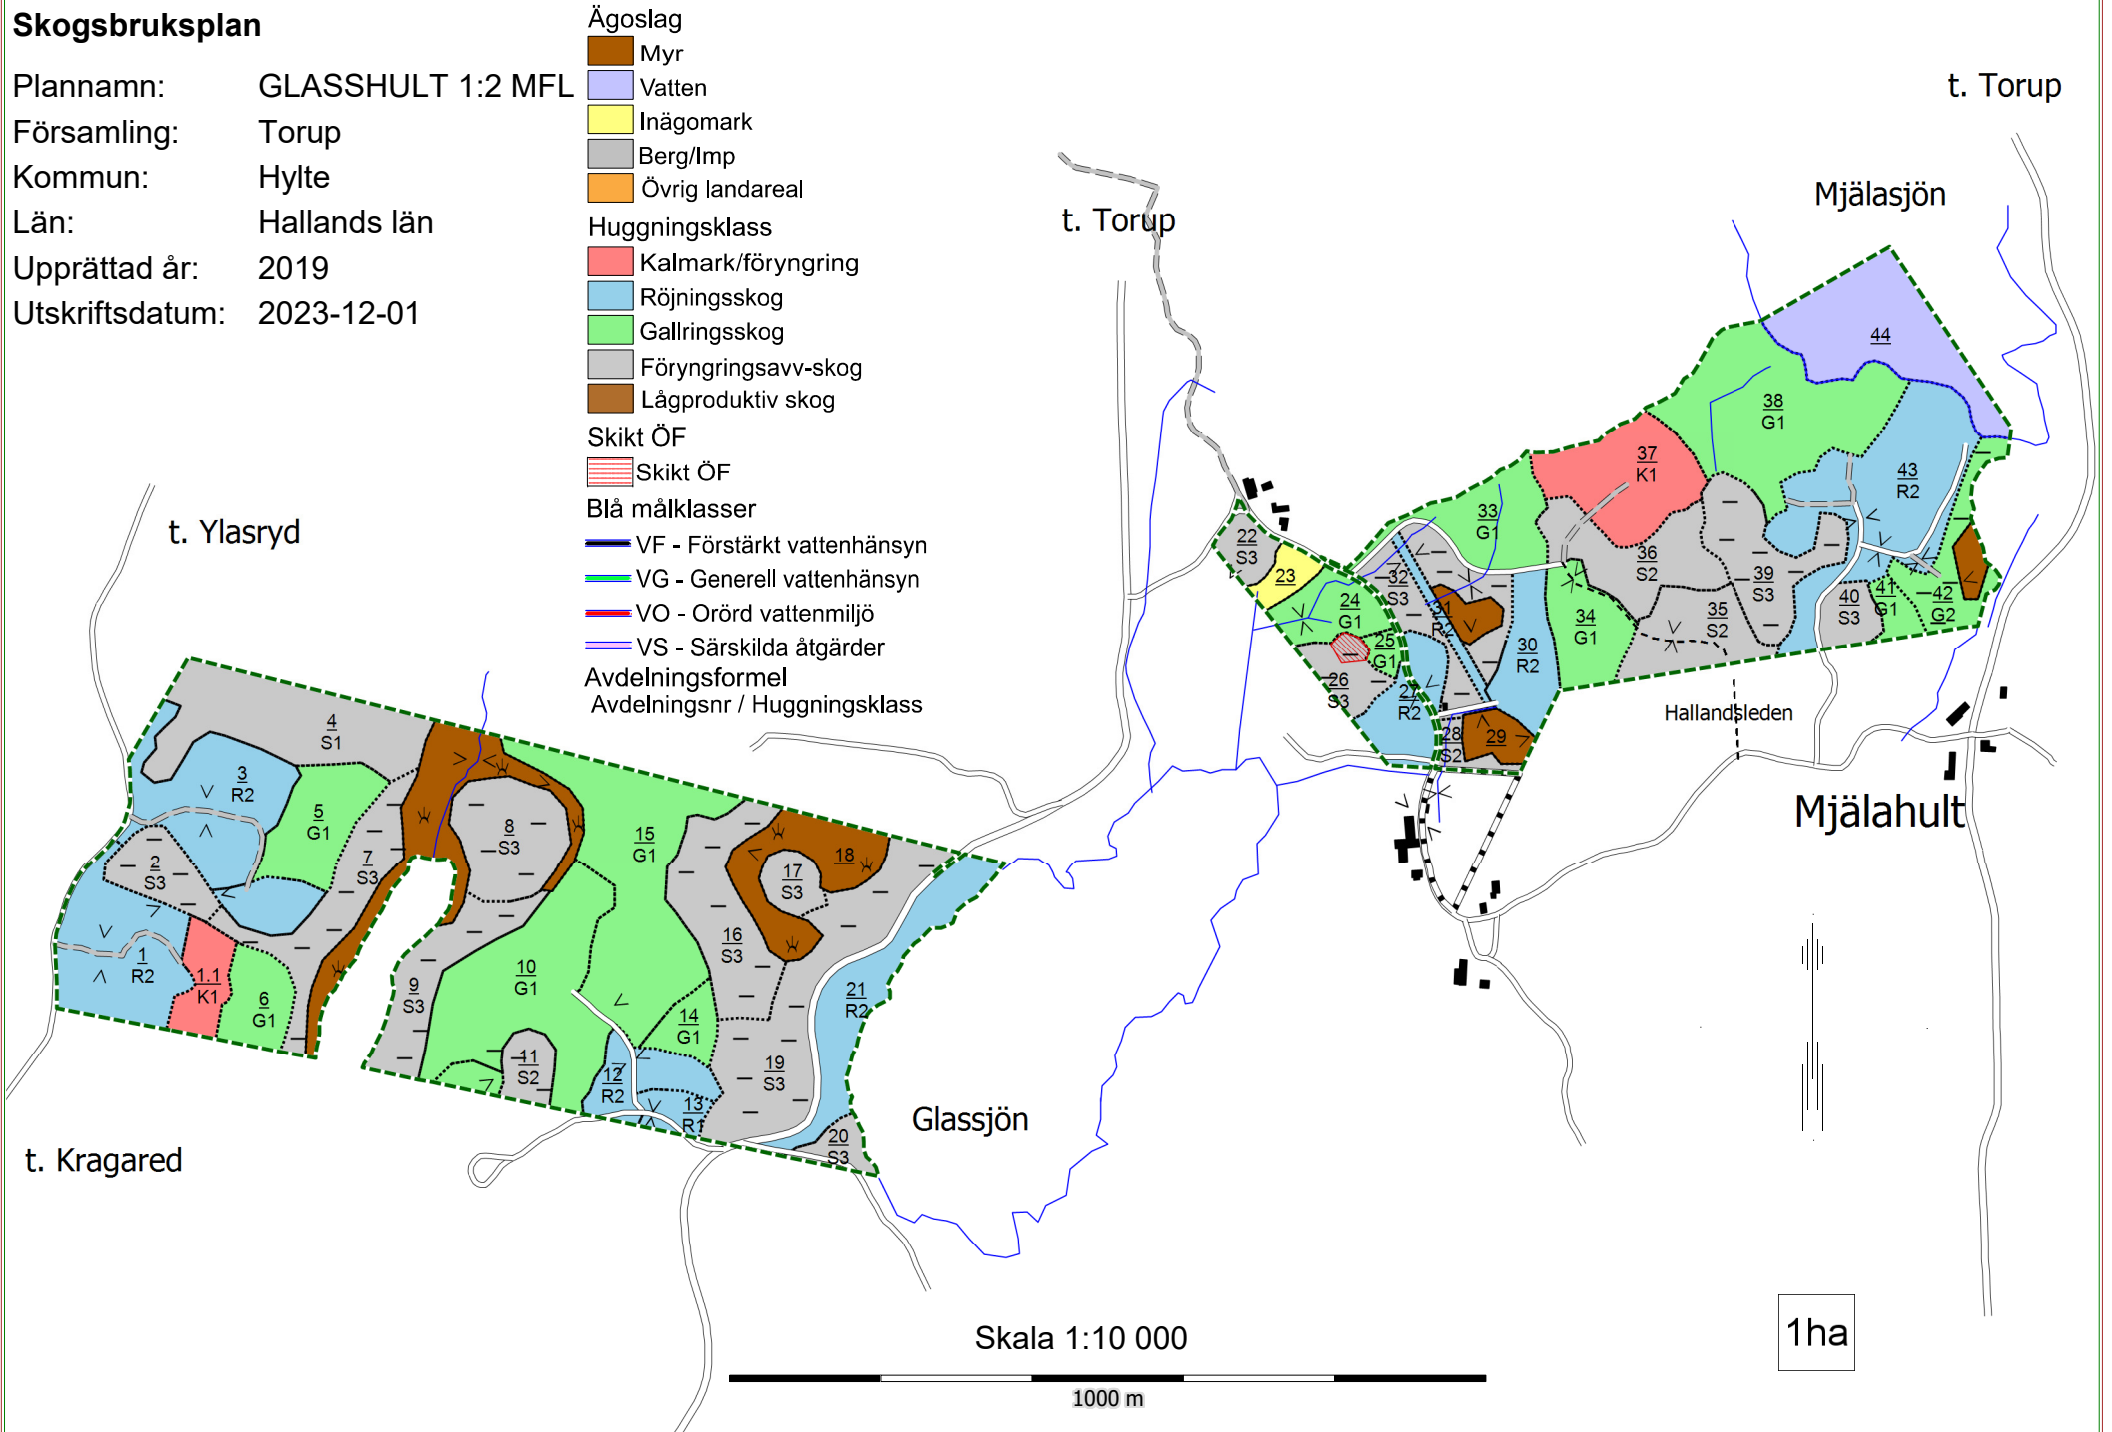 Skogsbruksplan
Plannamn: GLASSHULT 1:2 MFL
Församling: Torup
Kommun: Hylte
Län: Hallands län
Upprättad år: 2019
Utskriftsdatum: 2023-12-01
Ägoslag
Myr
Vatten
Inägomark
Berg/Imp
Övrig landareal
Huggningsklass
Kalmark/föryngring
Röjningsskog
Gallringsskog
Föryngringsavv-skog
Lågproduktiv skog
Skikt ÖF
Skikt ÖF
Blå målklasser
VF - Förstärkt vattenhänsyn
VG - Generell vattenhänsyn
VO - Orörd vattenmiljö
VS - Särskilda åtgärder
Avdelningsformel
Avdelningsnr / Huggningsklass
t. Torup
t. Torup
Mjälasjön
t. Ylasryd
t. Kragared
Glassjön
Hallandsleden
Mjälahult
1
R2
1.1
K1
2
S3
3
R2
4
S1
5
G1
6
G1
7
S3
8
S3
9
S3
10
G1
11
S2
12
R2
13
R1
14
G1
15
G1
16
S3
17
S3
18
19
S3
20
S3
21
R2
22
S3
23
24
G1
25
G1
26
S3
27
R2
28
S2
29
30
R2
31
R2
32
S3
33
G1
34
G1
35
S2
36
S2
37
K1
38
G1
39
S3
40
S3
41
G1
42
G2
43
R2
44
Skala 1:10 000
1000 m
1ha